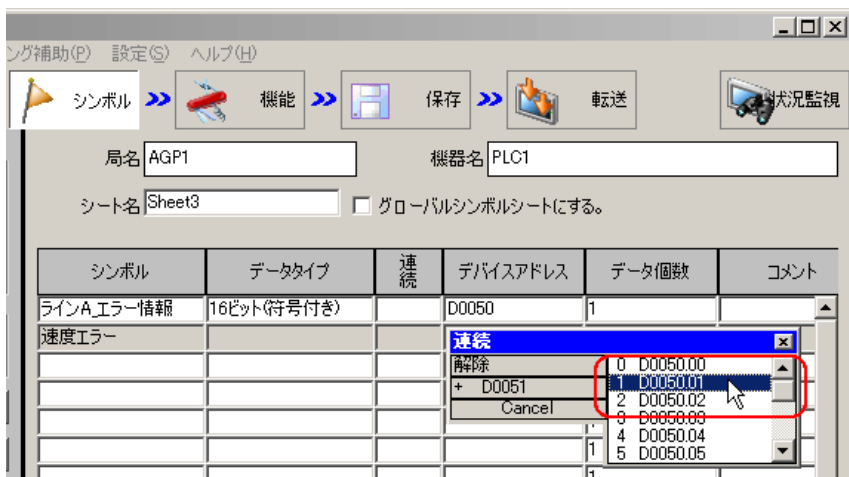 ング補助(P) 設定(S) ヘルプ(H)
シンボル 機能 保存 転送 状況監視
局名 AGP1 機器名 PLC1
シート名 Sheet3 グローバルシンボルシートにする。
シンボル データタイプ 連続 デバイスアドレス データ個数 コメント
ラインA_エラー情報 16ビット(符号付き) D0050 1
速度エラー
連続
解除
+ D0051
Cancel
0 D0050.00
1 D0050.01
2 D0050.02
3 D0050.03
4 D0050.04
5 D0050.05
1